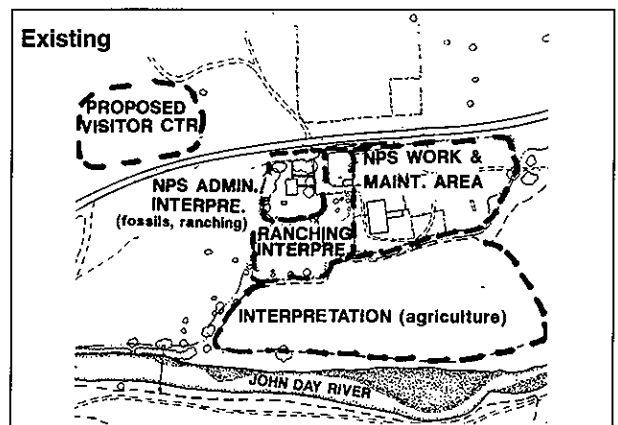 Existing
PROPOSED
VISITOR CTR.
NPS WORK &
MAINT. AREA
NPS ADMIN.
INTERPRE.
(fossils, ranching)
RANCHING
INTERPRE.
INTERPRETATION (agriculture)
JOHN DAY RIVER